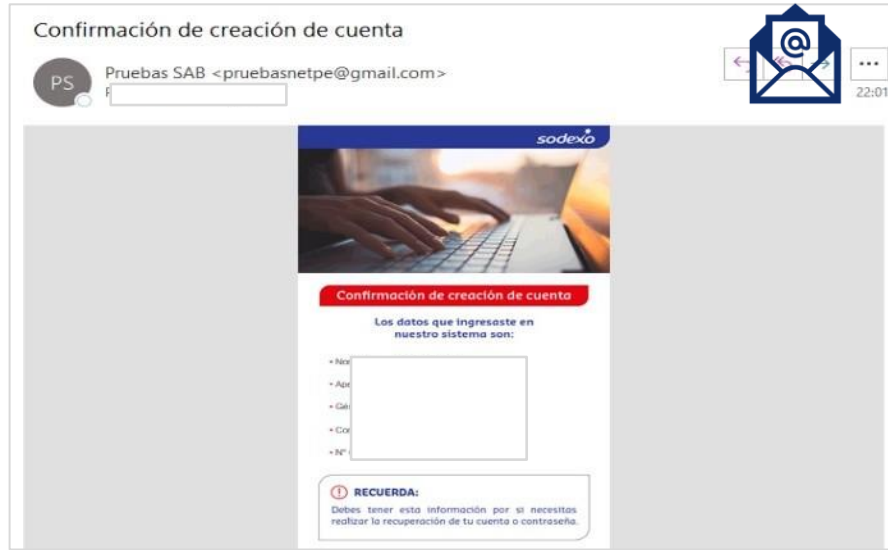 Confirmación de creación de cuenta
PS
Pruebas SAB <pruebasnetpe@gmail.com>
22:01
sodexo
Confirmación de creación de cuenta
Los datos que ingresaste en
nuestro sistema son:
RECUERDA:
Debes tener esta información por si necesitas
realizar la recuperación de tu cuenta o contraseña.